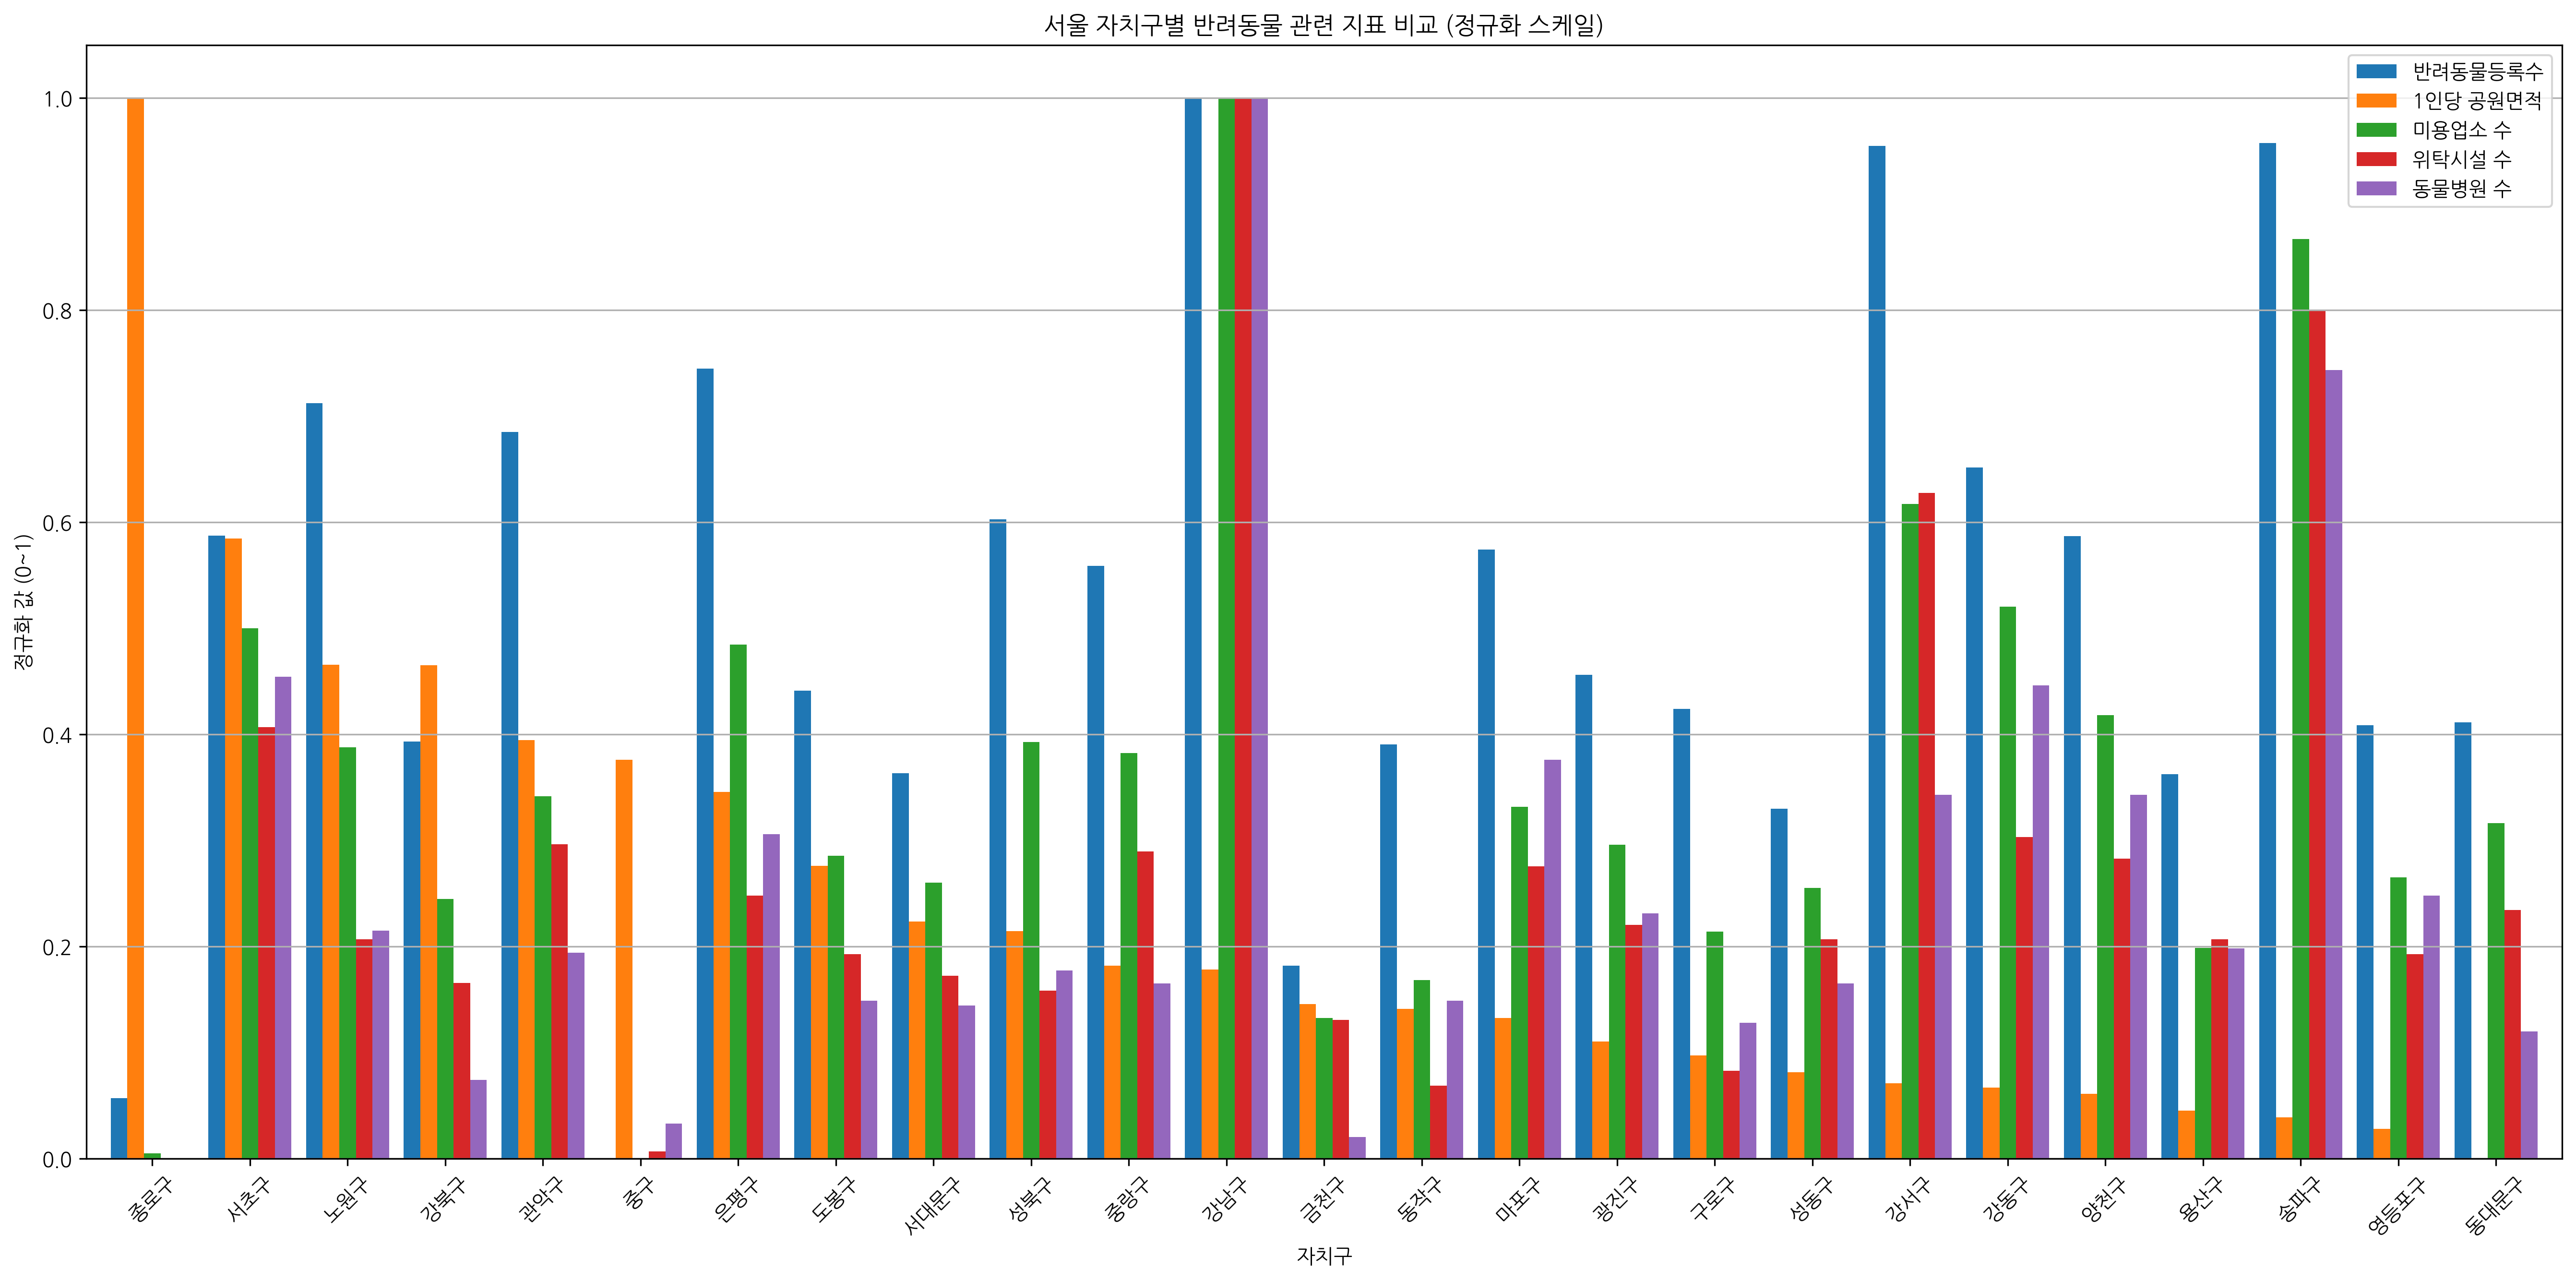 서울 자치구별 반려동물 관련 지표 비교 (정규화 스케일)
반려동물등록수
1인당 공원면적
미용업소 수
위탁시설 수
동물병원 수
정규화 값 (0~1)
1.0
0.8
0.6
0.4
0.2
0.0
종로구
서초구
노원구
강북구
관악구
중구
은평구
도봉구
서대문구
성북구
중랑구
강남구
금천구
동작구
마포구
광진구
구로구
성동구
강서구
강동구
양천구
용산구
송파구
영등포구
동대문구
자치구